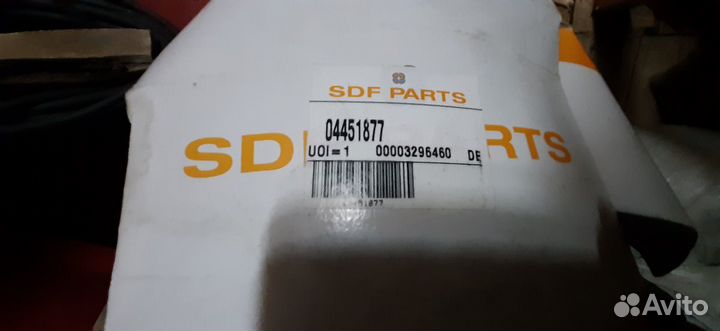 SDF PARTS
04451877
UOI=1 00003296460 DE
SD RTS
Avito